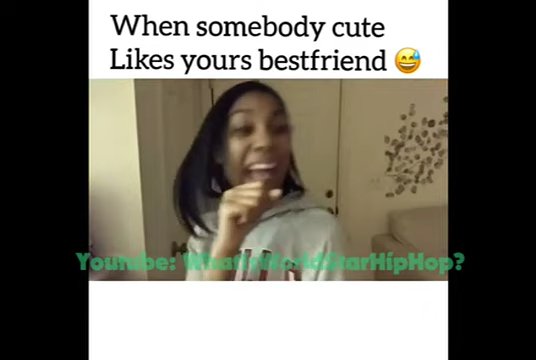 When somebody cute
Likes yours bestfriend 😅
Youtube: WhatIsWorldStarHipHop?